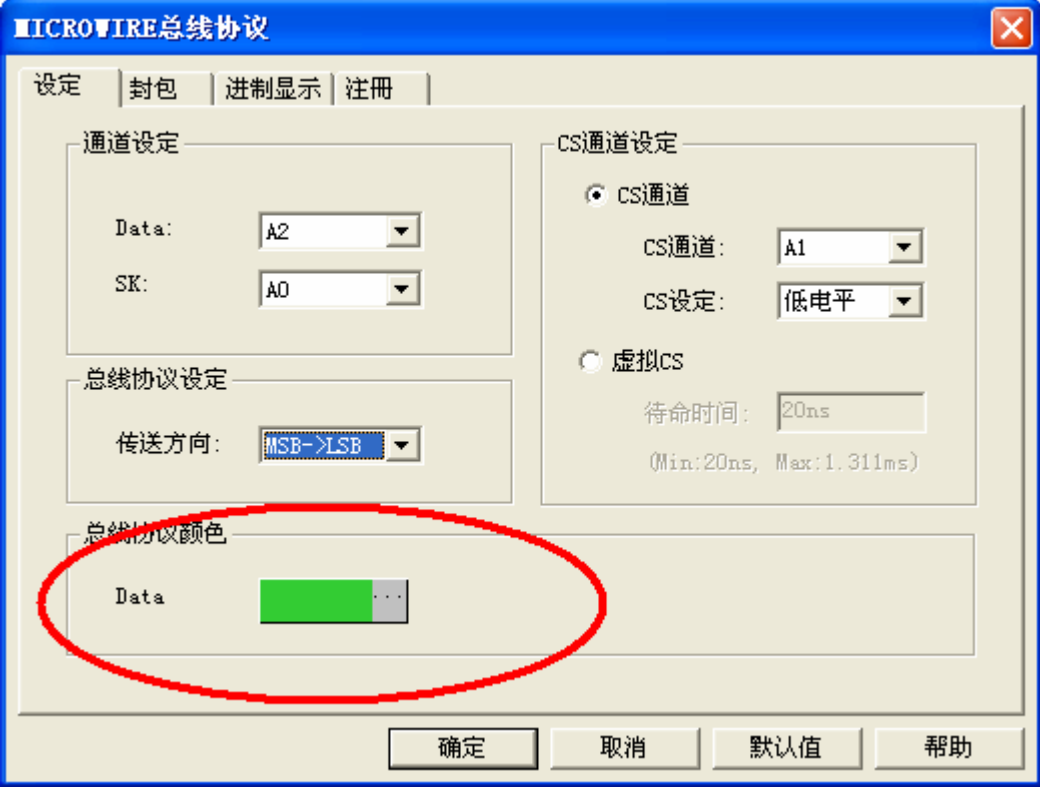 MICROWIRE总线协议
设定 封包 进制显示 注册
通道设定
Data: A2
SK: A0
总线协议设定
传送方向: MSB->LSB
CS通道设定
CS通道
CS通道: A1
CS设定: 低电平
虚拟CS
待命时间: 20ns
(Min:20ns, Max:1.311ms)
总线协议颜色
Data ...
确定 取消 默认值 帮助